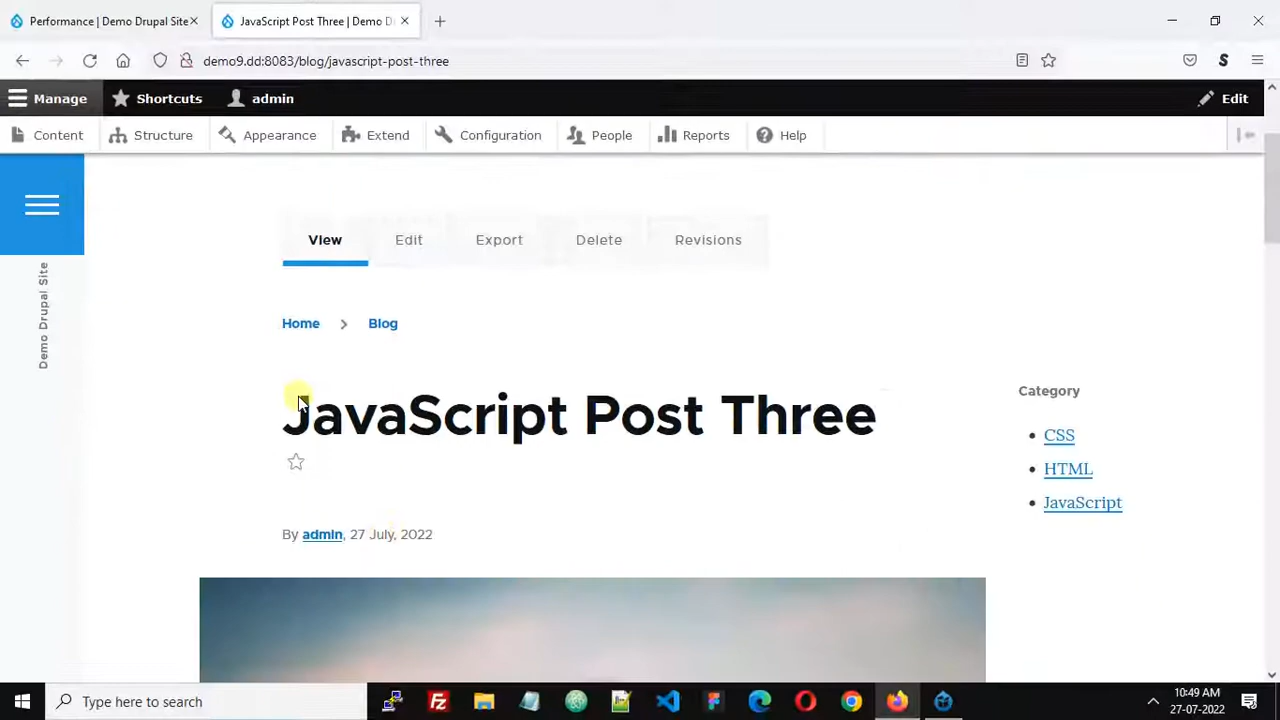 Performance | Demo Drupal Site
JavaScript Post Three | Demo D
demo9.dd:8083/blog/javascript-post-three
S
Manage
Shortcuts
admin
Edit
Content
Structure
Appearance
Extend
Configuration
People
Reports
Help
View
Edit
Export
Delete
Revisions
Demo Drupal Site
Home
Blog
JavaScript Post Three
Category
CSS
HTML
JavaScript
By admin, 27 July, 2022
Type here to search
10:49 AM
27-07-2022